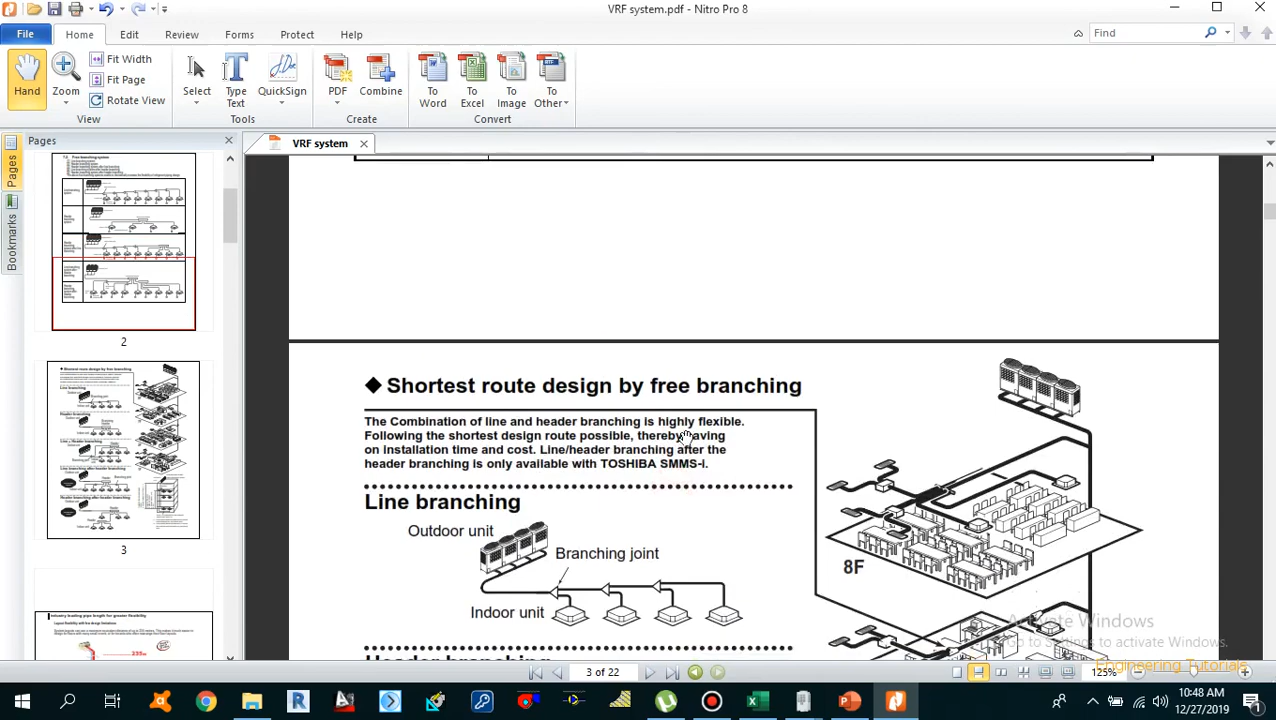 VRF system.pdf - Nitro Pro 8
File
Home
Edit
Review
Forms
Protect
Help
Find
Hand
Zoom
Fit Width
Fit Page
Rotate View
View
Select
Type
Text
QuickSign
Tools
PDF
Combine
Create
To
Word
To
Excel
To
Image
To
Other
Convert
Pages
VRF system
Pages
Bookmarks
2
3
Shortest route design by free branching
The Combination of line and header branching is highly flexible.
Following the shortest design route possible, thereby saving
on installation time and cost. Line/header branching after the
header branching is only available with TOSHIBA SMMS-i.
Line branching
Outdoor unit
Branching joint
Indoor unit
8F
Header branching
Activate Windows
Go to Settings to activate Windows.
Engineering Tutorials
3 of 22
125%
10:48 AM
12/27/2019